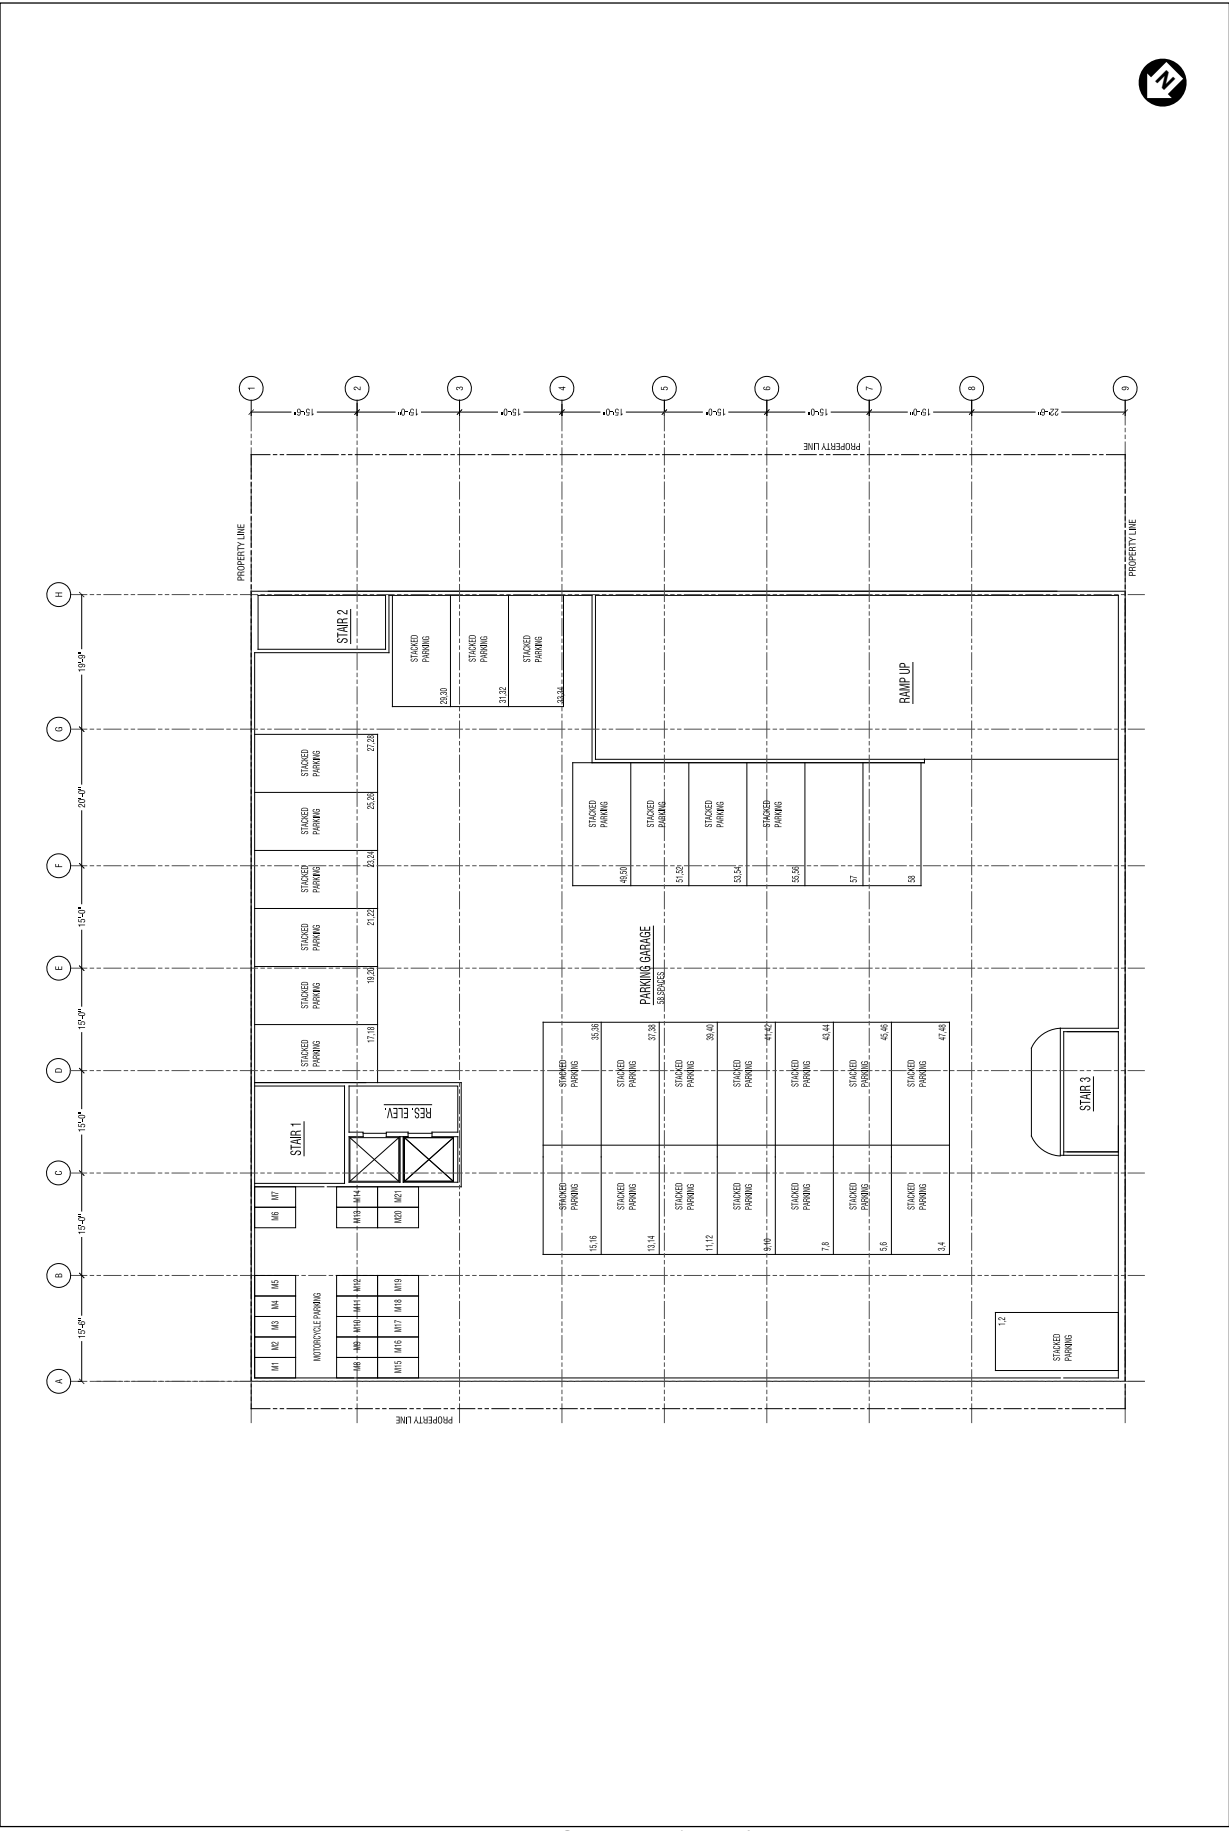 N
1
2
3
4
5
6
7
8
9
15'-6"
15'-0"
15'-0"
15'-0"
15'-0"
15'-0"
15'-0"
22'-6"
PROPERTY LINE
PROPERTY LINE
PROPERTY LINE
H
G
F
E
D
C
B
A
19'-9"
20'-0"
15'-0"
15'-0"
15'-0"
15'-0"
15'-6"
STAIR 2
STACKED
PARKING
29,30
STACKED
PARKING
31,32
STACKED
PARKING
33,34
RAMP UP
STACKED
PARKING
27,28
STACKED
PARKING
25,26
STACKED
PARKING
23,24
STACKED
PARKING
21,22
STACKED
PARKING
19,20
STACKED
PARKING
17,18
STACKED
PARKING
49,50
STACKED
PARKING
51,52
STACKED
PARKING
53,54
STACKED
PARKING
55,56
57
58
PARKING GARAGE
58 SPACES
35,36
STACKED
PARKING
37,38
STACKED
PARKING
39,40
STACKED
PARKING
41,42
STACKED
PARKING
43,44
STACKED
PARKING
45,46
STACKED
PARKING
47,48
STACKED
PARKING
STACKED
PARKING
15,16
STACKED
PARKING
13,14
STACKED
PARKING
11,12
STACKED
PARKING
9,10
STACKED
PARKING
7,8
STACKED
PARKING
5,6
STACKED
PARKING
3,4
STAIR 1
RES. ELEV.
STAIR 3
M7
M6
M14
M13
M21
M20
M5
M4
M3
M2
M1
MOTORCYCLE PARKING
M12
M11
M10
M9
M8
M19
M18
M17
M16
M15
1,2
STACKED
PARKING
PROPERTY LINE